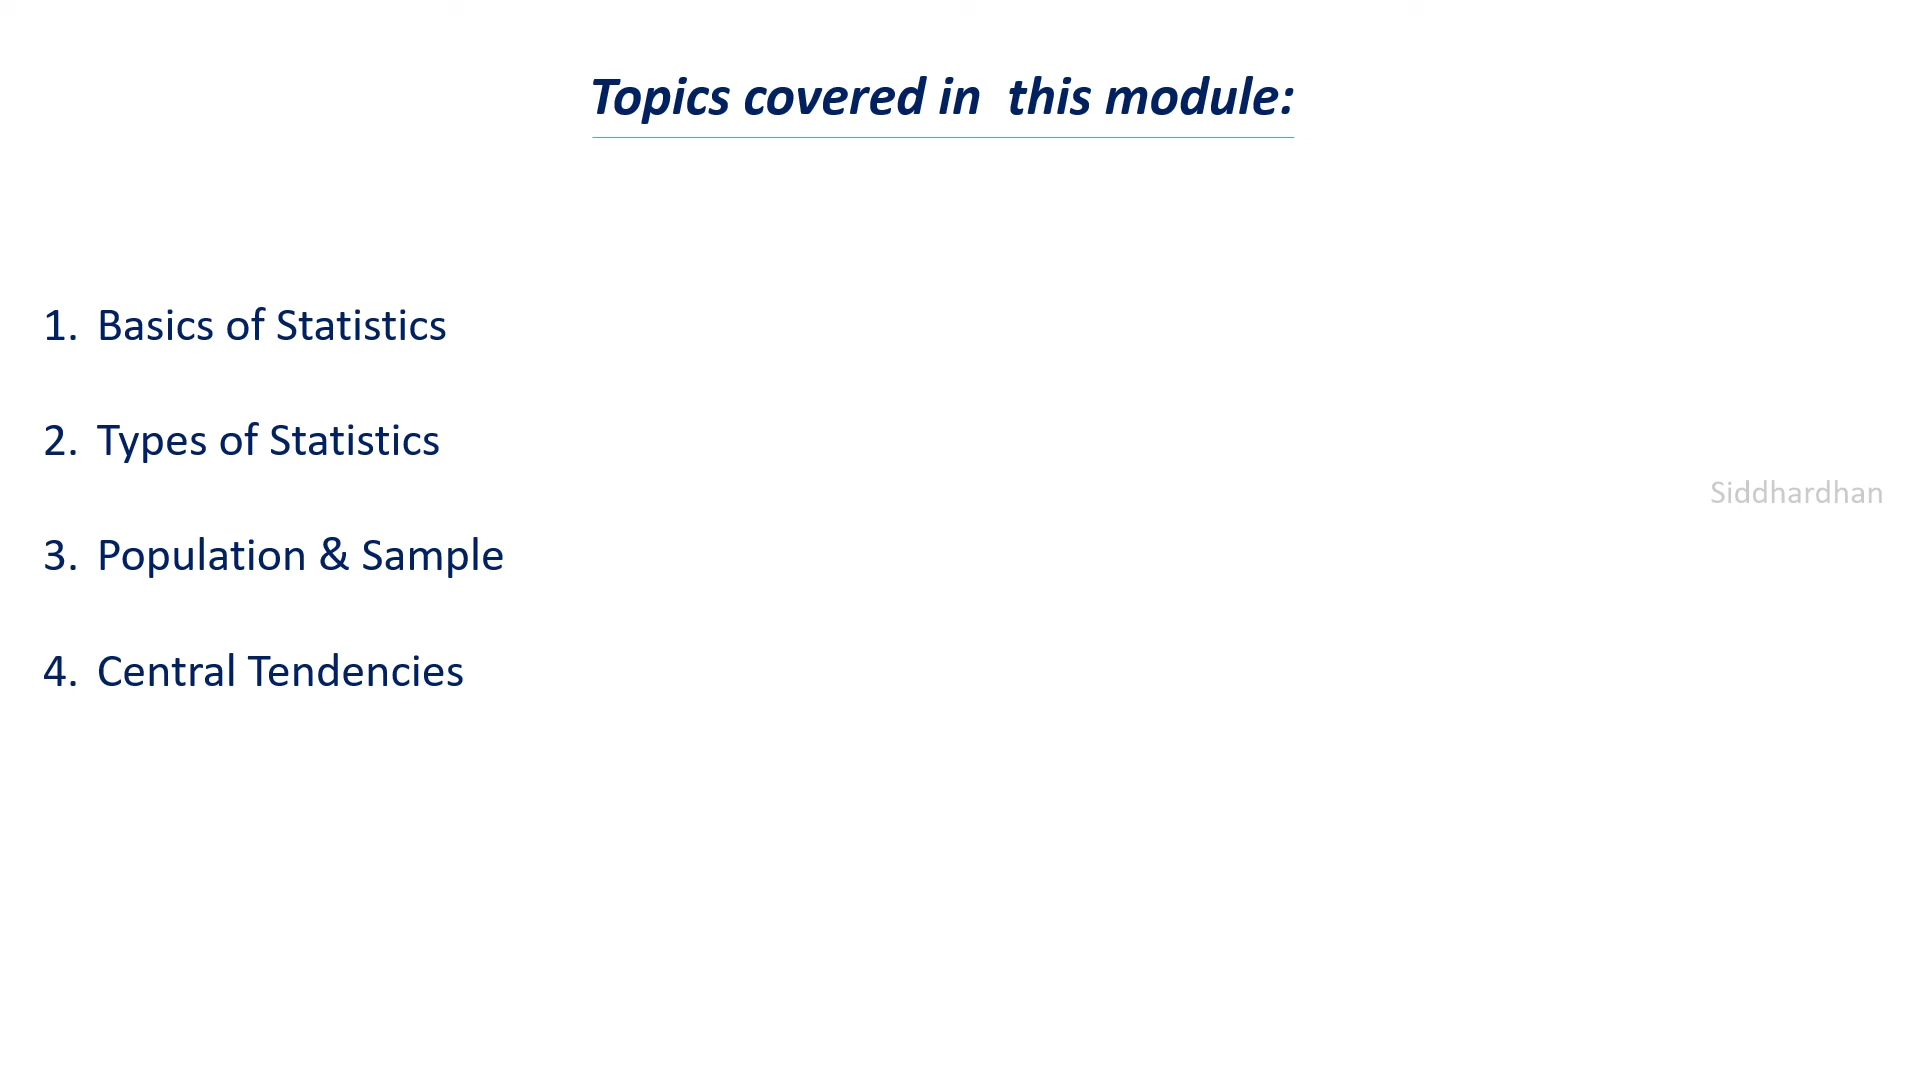 Topics covered in  this module:
1. Basics of Statistics
2. Types of Statistics
Siddhardhan
3. Population & Sample
4. Central Tendencies